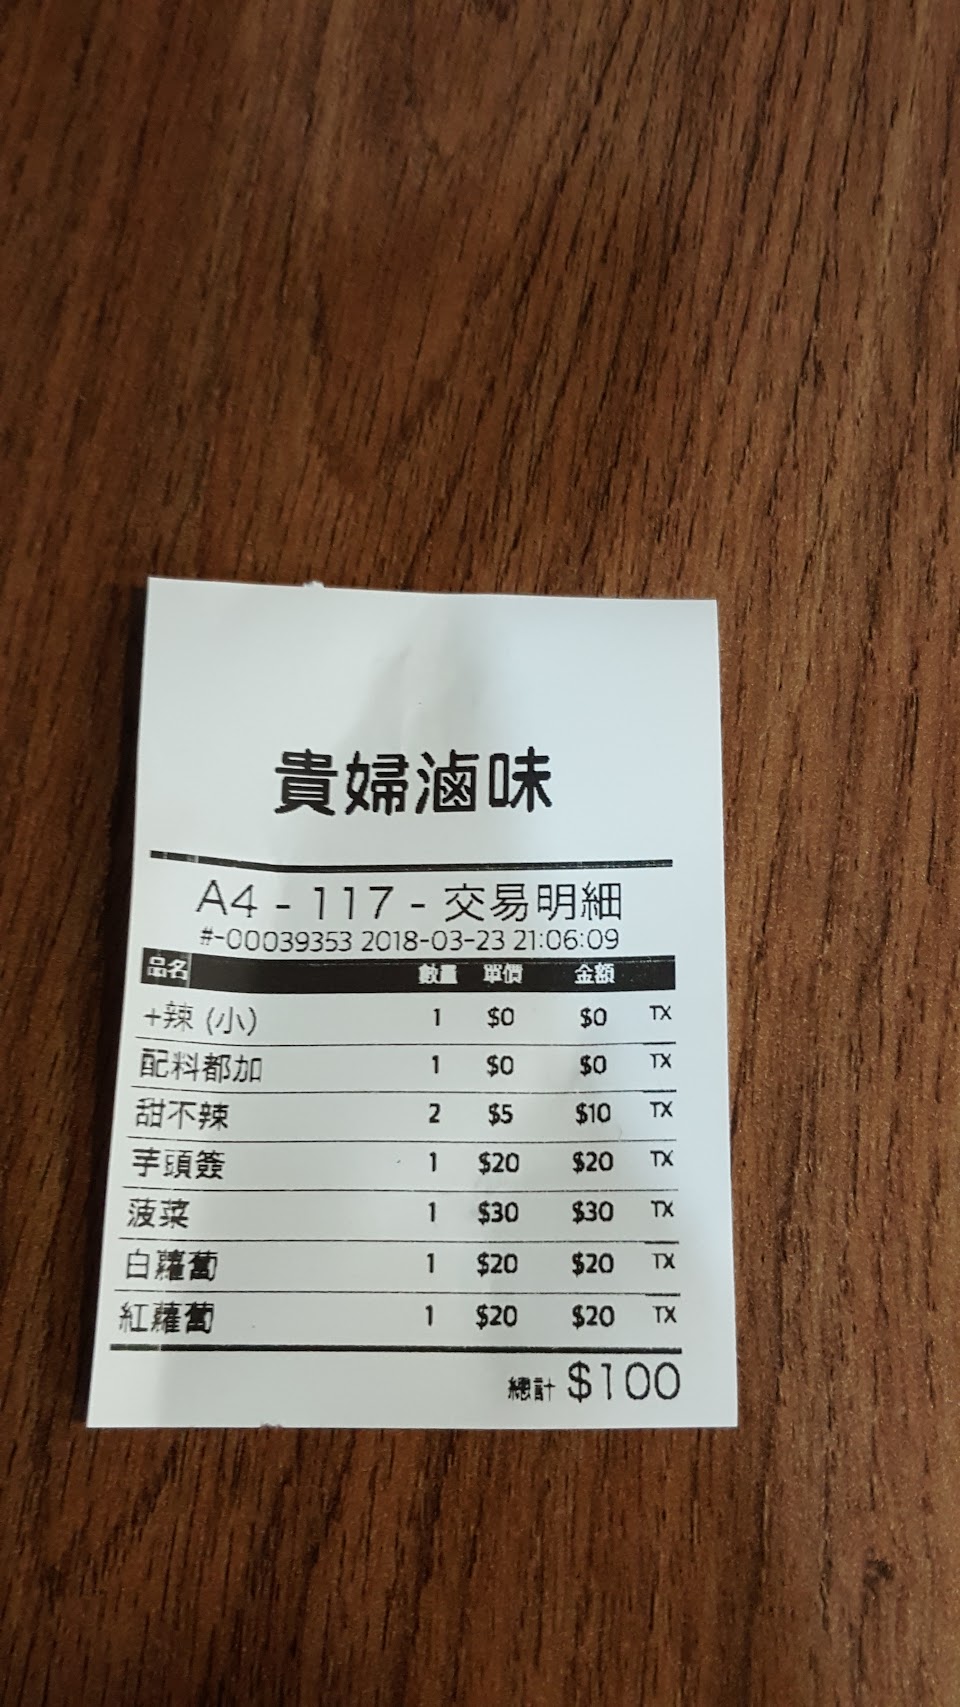 貴婦滷味
A4 - 117 - 交易明細
#-00039353 2018-03-23 21:06:09
品名 數量 單價 金額
+辣 (小) 1 $0 $0 TX
配料都加 1 $0 $0 TX
甜不辣 2 $5 $10 TX
芋頭簽 1 $20 $20 TX
菠菜 1 $30 $30 TX
白蘿蔔 1 $20 $20 TX
紅蘿蔔 1 $20 $20 TX
總計 $100